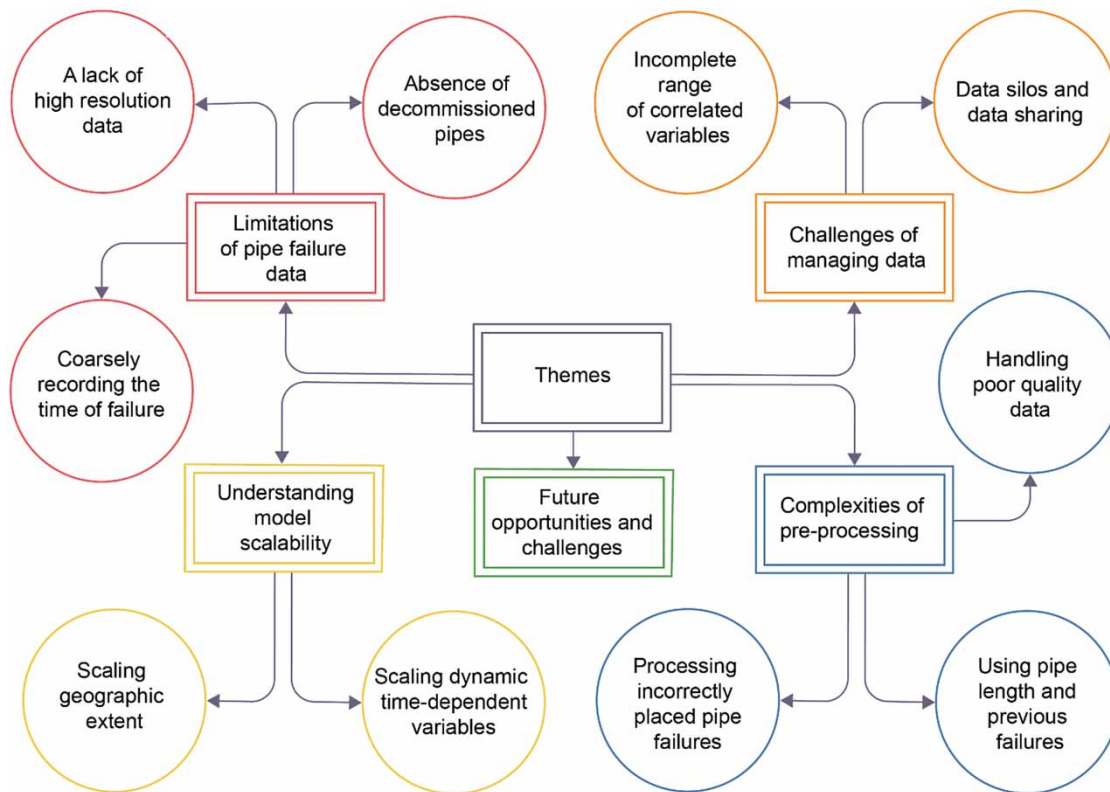 A lack of
high resolution
data
Absence of
decommissioned
pipes
Incomplete
range
of correlated
variables
Data silos and
data sharing
Limitations
of pipe failure
data
Challenges of
managing data
Coarsely
recording the
time of failure
Themes
Handling
poor quality
data
Understanding
model
scalability
Future
opportunities and
challenges
Complexities of
pre-processing
Scaling
geographic
extent
Scaling dynamic
time-dependent
variables
Processing
incorrectly
placed pipe
failures
Using pipe
length and
previous
failures